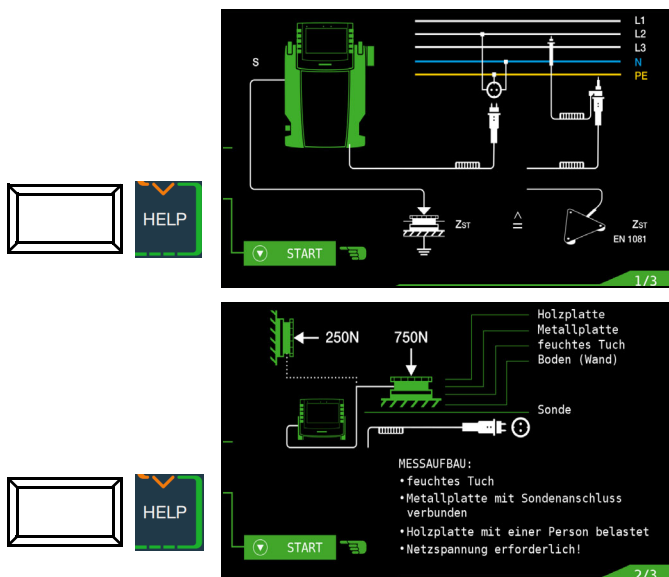 L1
L2
L3
N
PE
S
HELP
ZST
^
=
ZST
EN 1081
START
1/3
Holzplatte
250N
750N
Metallplatte
feuchtes Tuch
Boden (Wand)
Sonde
MESSAUFBAU:
•feuchtes Tuch
•Metallplatte mit Sondenanschluss
verbunden
•Holzplatte mit einer Person belastet
•Netzspannung erforderlich!
HELP
START
2/3